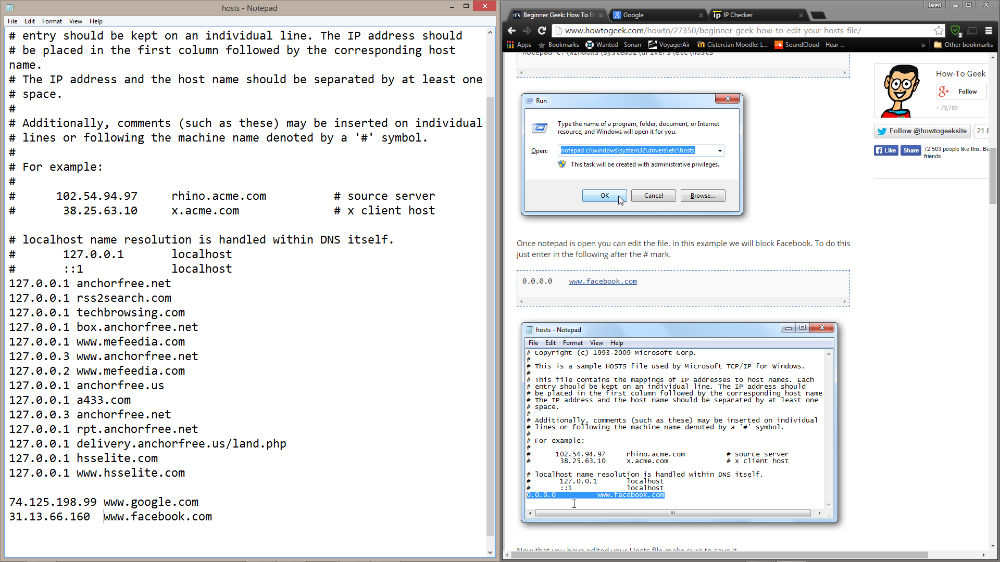 hosts - Notepad
File Edit Format View Help
# entry should be kept on an individual line. The IP address should
# be placed in the first column followed by the corresponding host
name.
# The IP address and the host name should be separated by at least one
# space.
#
# Additionally, comments (such as these) may be inserted on individual
# lines or following the machine name denoted by a '#' symbol.
#
# For example:
#
# 102.54.94.97 rhino.acme.com # source server
# 38.25.63.10 x.acme.com # x client host
# localhost name resolution is handled within DNS itself.
# 127.0.0.1 localhost
# ::1 localhost
127.0.0.1 anchorfree.net
127.0.0.1 rss2search.com
127.0.0.1 techbrowsing.com
127.0.0.1 box.anchorfree.net
127.0.0.1 www.mefeedia.com
127.0.0.3 www.anchorfree.net
127.0.0.2 www.mefeedia.com
127.0.0.1 anchorfree.us
127.0.0.1 a433.com
127.0.0.3 anchorfree.net
127.0.0.1 rpt.anchorfree.net
127.0.0.1 delivery.anchorfree.us/land.php
127.0.0.1 hsselite.com
127.0.0.1 www.hsselite.com
74.125.198.99 www.google.com
31.13.66.160 www.facebook.com
Jared
HTG Beginner Geek: How To Ed
8 Google
ip IP Checker
www.howtogeek.com/howto/27350/beginner-geek-how-to-edit-your-hosts-file/
2
Apps Bookmarks Wanted - Sonarr VoyagerAir Cistercian Moodle: L... SoundCloud - Hear ... » Other bookmarks
notepad c:\windows\system32\drivers\etc\hosts
Run
Type the name of a program, folder, document, or Internet
resource, and Windows will open it for you.
Open: notepad c:\windows\system32\drivers\etc\hosts
This task will be created with administrative privileges.
OK Cancel Browse...
How-To Geek
g+ Follow
+ 73,789
Follow @howtogeeksite 21.8
Like Share 72,503 people like this. Be
friends.
Once notepad is open you can edit the file. In this example we will block Facebook. To do this
just enter in the following after the # mark.
0.0.0.0 www.facebook.com
hosts - Notepad
File Edit Format View Help
# Copyright (c) 1993-2009 Microsoft Corp.
#
# This is a sample HOSTS file used by Microsoft TCP/IP for Windows.
#
# This file contains the mappings of IP addresses to host names. Each
# entry should be kept on an individual line. The IP address should
# be placed in the first column followed by the corresponding host name
# The IP address and the host name should be separated by at least one
# space.
#
# Additionally, comments (such as these) may be inserted on individual
# lines or following the machine name denoted by a '#' symbol.
#
# For example:
#
# 102.54.94.97 rhino.acme.com # source server
# 38.25.63.10 x.acme.com # x client host
# localhost name resolution is handled within DNS itself.
# 127.0.0.1 localhost
# ::1 localhost
0.0.0.0 www.facebook.com
Now that you have edited your Hosts file make sure to save it.